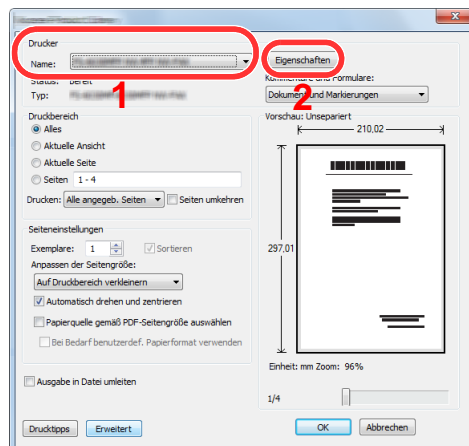 Drucker
Name:
Eigenschaften
1
2
Status: bereit
Kommentare und Formulare:
Typ:
Dokument und Markierungen
Druckbereich
Alles
Aktuelle Ansicht
Aktuelle Seite
Seiten 1 - 4
Drucken: Alle angegeb. Seiten Seiten umkehren
Vorschau: Unsepariert
210,02
297,01
Seiteneinstellungen
Exemplare: 1 Sortieren
Anpassen der Seitengröße:
Auf Druckbereich verkleinern
Automatisch drehen und zentrieren
Papierquelle gemäß PDF-Seitengröße auswählen
Bei Bedarf benutzerdef. Papierformat verwenden
Einheit: mm Zoom: 96%
Ausgabe in Datei umleiten
1/4
Drucktipps
Erweitert
OK
Abbrechen